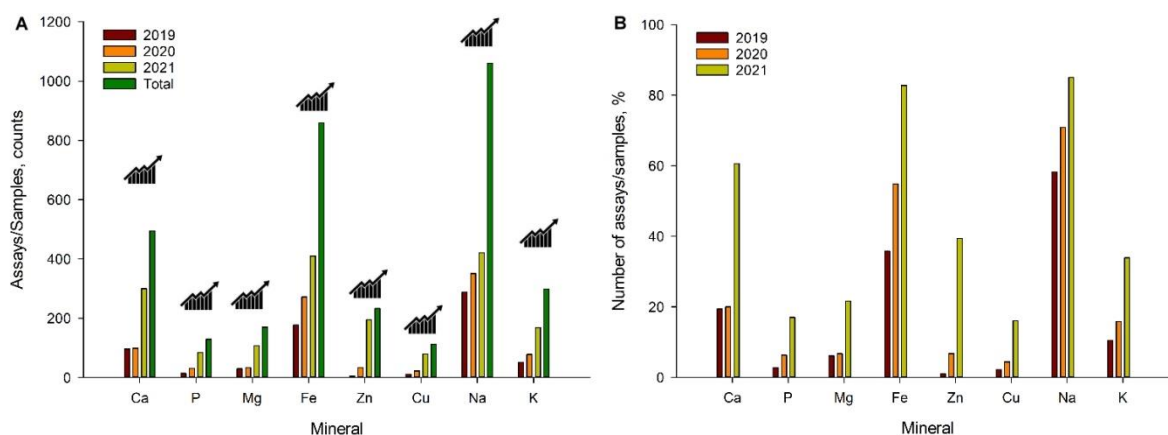 A
Assays/Samples, counts
1200
1000
800
600
400
200
0
2019
2020
2021
Total
Ca P Mg Fe Zn Cu Na K
Mineral
B
Number of assays/samples, %
100
80
60
40
20
0
2019
2020
2021
Ca P Mg Fe Zn Cu Na K
Mineral